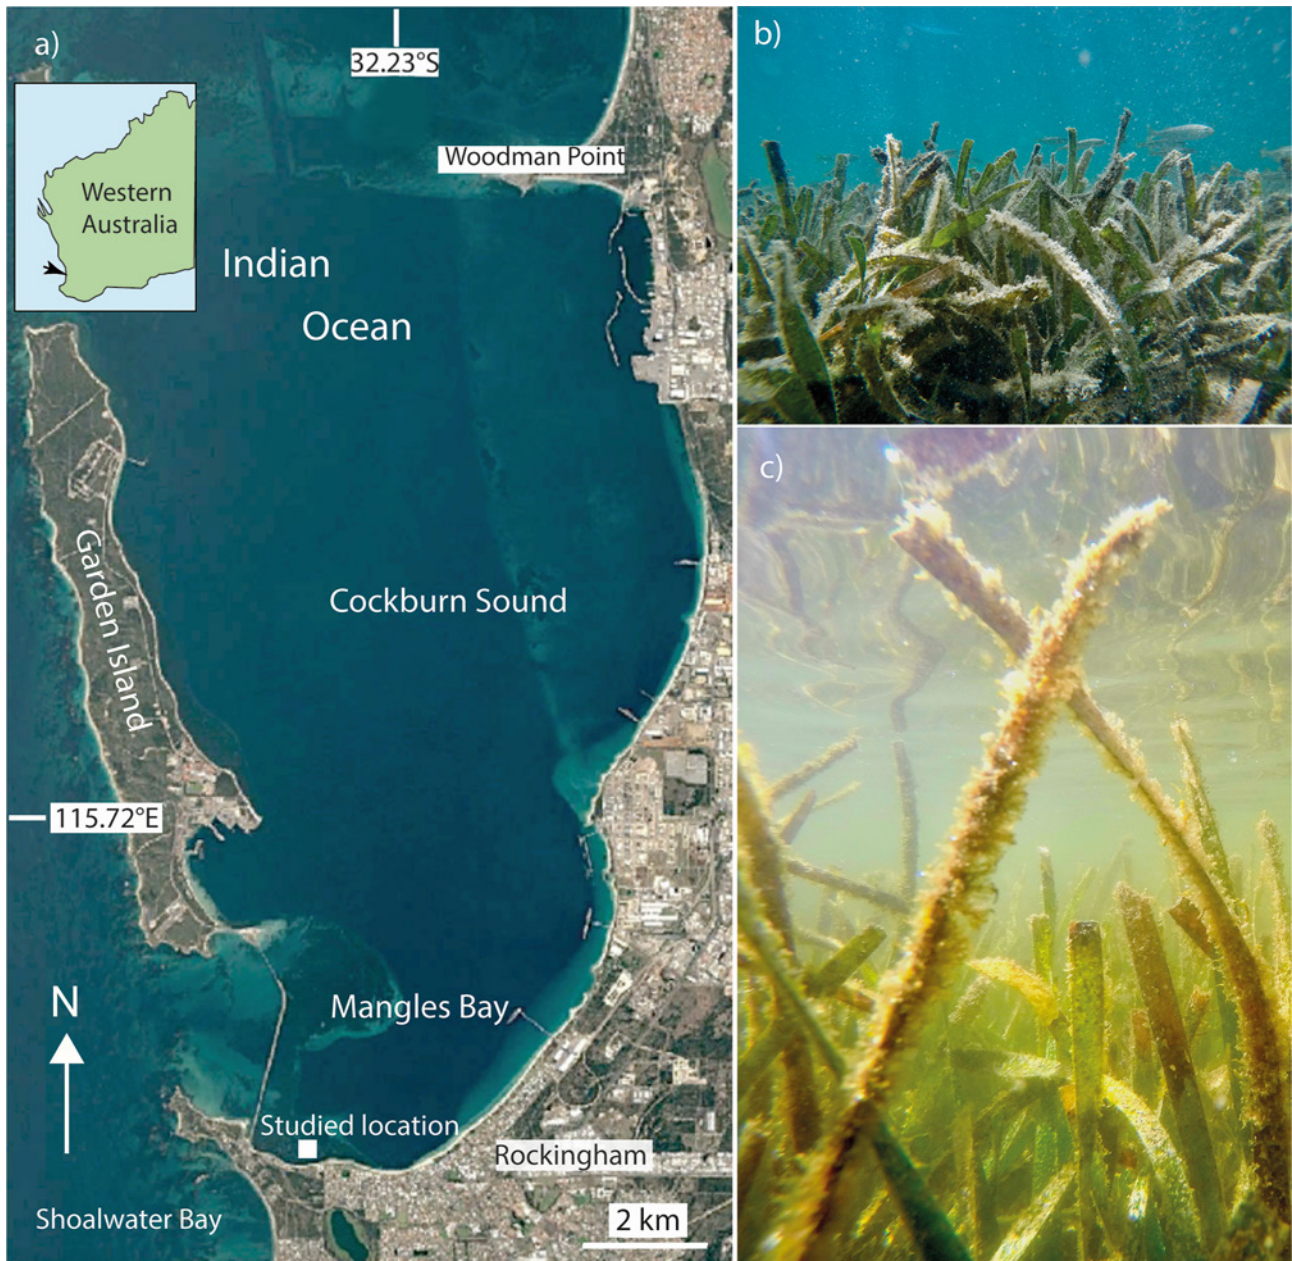 a)
32.23°S
Woodman Point
Western
Australia
Indian
Ocean
Garden Island
Cockburn Sound
115.72°E
Mangles Bay
N
Studied location
Rockingham
Shoalwater Bay
2 km
b)
c)